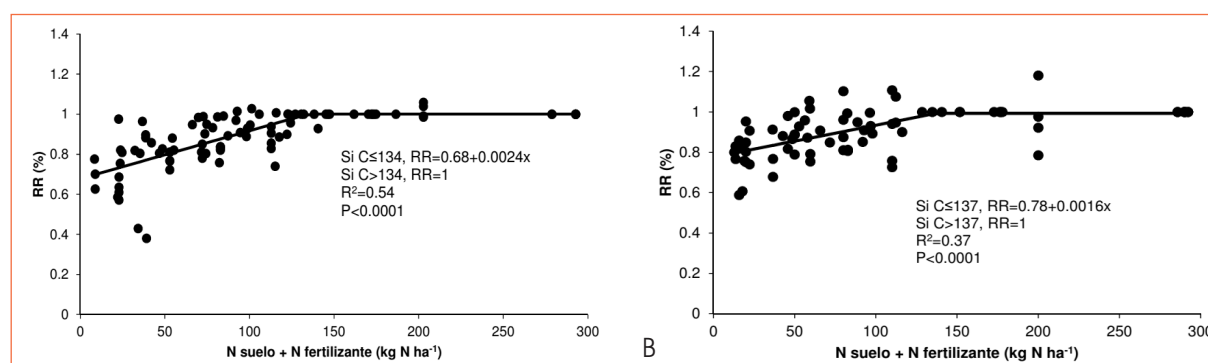 1.4
1.2
1
0.8
0.6
0.4
0.2
0
RR (%)
0 50 100 150 200 250 300
N suelo + N fertilizante (kg N ha⁻¹)
Si C≤134, RR=0.68+0.0024x
Si C>134, RR=1
R²=0.54
P<0.0001
B
1.4
1.2
1
0.8
0.6
0.4
0.2
0
RR (%)
0 50 100 150 200 250 300
N suelo + N fertilizante (kg N ha⁻¹)
Si C≤137, RR=0.78+0.0016x
Si C>137, RR=1
R²=0.37
P<0.0001